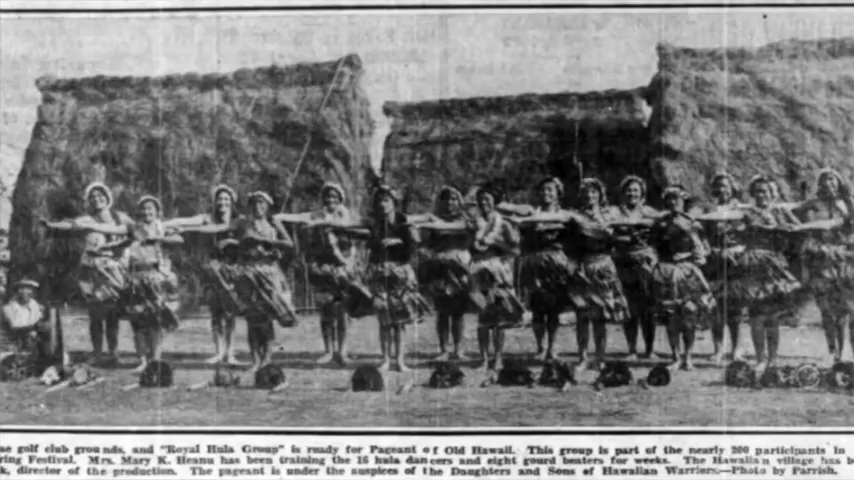 se golf club grounds, and "Royal Hula Group" is ready for Pageant of Old Hawaii. This group is part of the nearly 200 participants in
ring Festival. Mrs. Mary K. Heanu has been training the 16 hula dancers and eight gourd beaters for weeks. The Hawaiian village has b
k, director of the production. The pageant is under the auspices of the Daughters and Sons of Hawaiian Warriors.—Photo by Parrish.